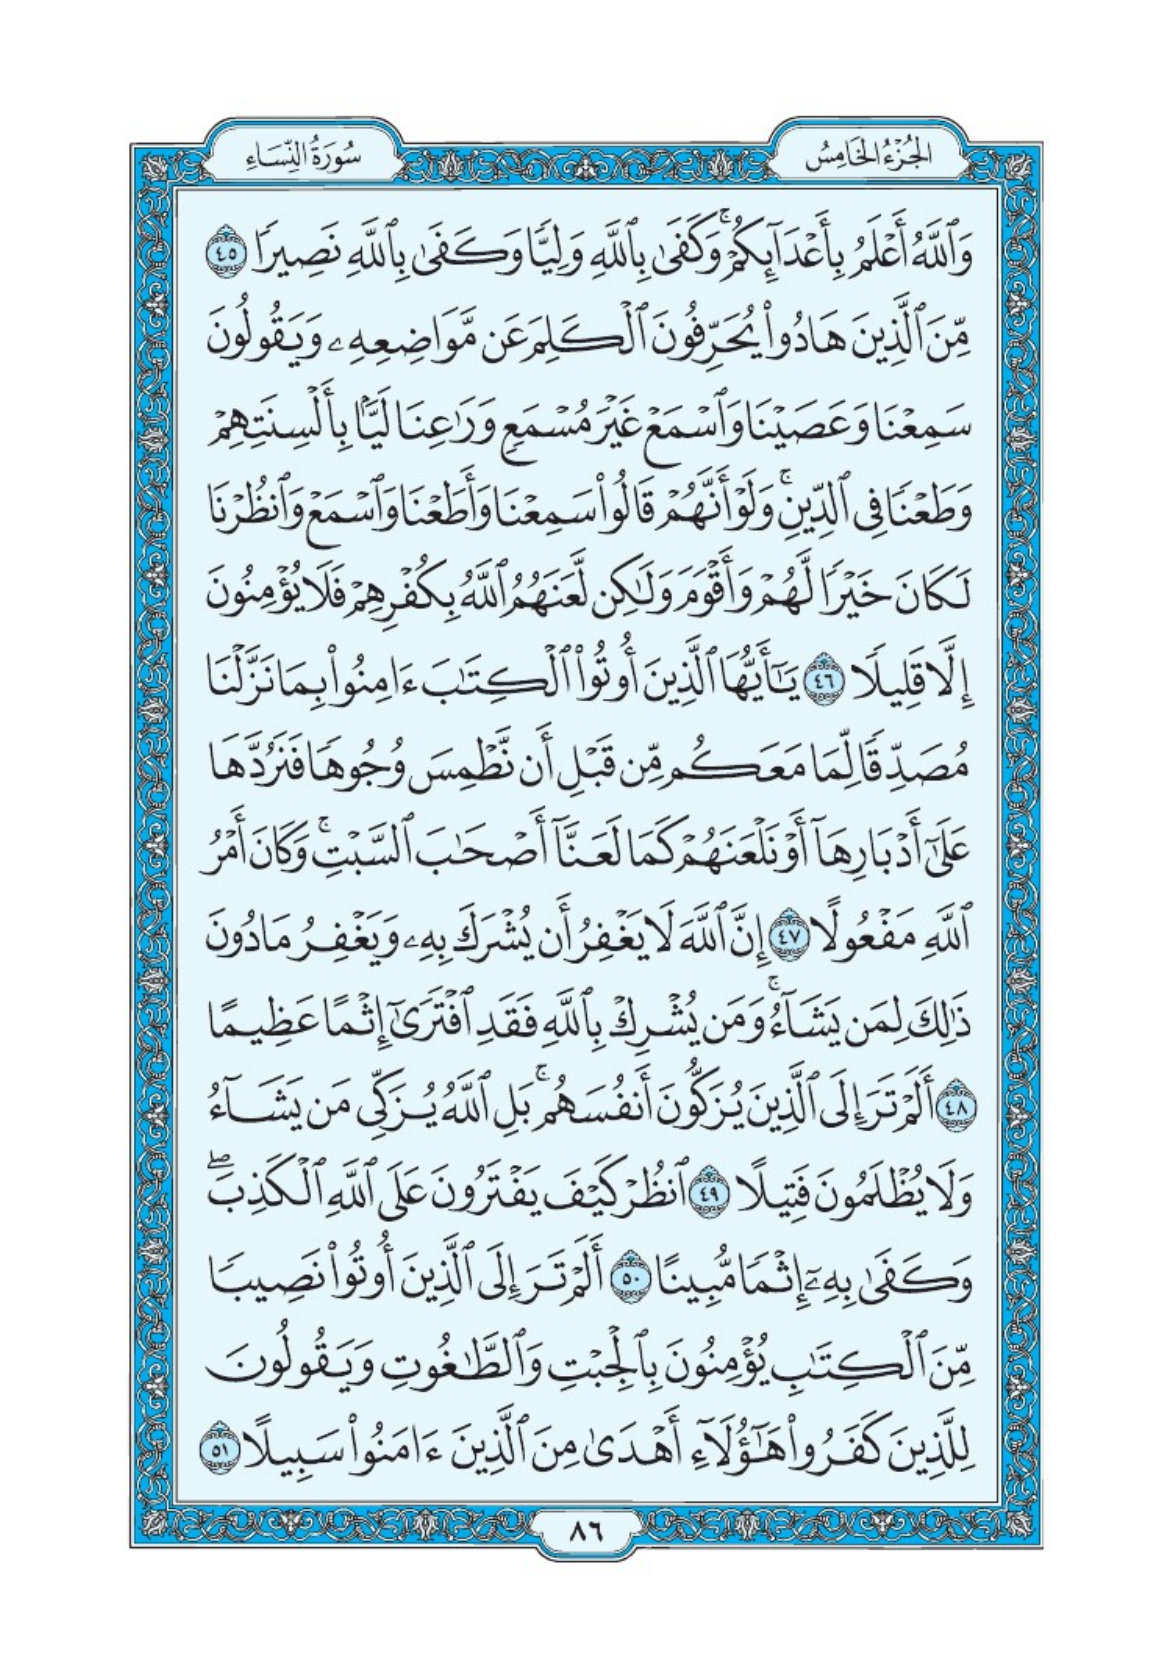 الجُزْءُ الخَامِسُ
سُورَةُ النِّسَاءِ
وَٱللَّهُ أَعْلَمُ بِأَعْدَآئِكُمْ ۚ وَكَفَىٰ بِٱللَّهِ وَلِيًّا وَكَفَىٰ بِٱللَّهِ نَصِيرًا ٤٥
مِّنَ ٱلَّذِينَ هَادُوا۟ يُحَرِّفُونَ ٱلْكَلِمَ عَن مَّوَاضِعِهِۦ وَيَقُولُونَ
سَمِعْنَا وَعَصَيْنَا وَٱسْمَعْ غَيْرَ مُسْمَعٍ وَرَٰعِنَا لَيًّۢا بِأَلْسِنَتِهِمْ
وَطَعْنًا فِى ٱلدِّينِ ۚ وَلَوْ أَنَّهُمْ قَالُوا۟ سَمِعْنَا وَأَطَعْنَا وَٱسْمَعْ وَٱنظُرْنَا
لَكَانَ خَيْرًا لَّهُمْ وَأَقْوَمَ وَلَٰكِن لَّعَنَهُمُ ٱللَّهُ بِكُفْرِهِمْ فَلَا يُؤْمِنُونَ
إِلَّا قَلِيلًا ٤٦ يَٰٓأَيُّهَا ٱلَّذِينَ أُوتُوا۟ ٱلْكِتَٰبَ ءَامِنُوا۟ بِمَا نَزَّلْنَا
مُصَدِّقًا لِّمَا مَعَكُم مِّن قَبْلِ أَن نَّطْمِسَ وُجُوهًا فَنَرُدَّهَا
عَلَىٰٓ أَدْبَارِهَآ أَوْ نَلْعَنَهُمْ كَمَا لَعَنَّآ أَصْحَٰبَ ٱلسَّبْتِ ۚ وَكَانَ أَمْرُ
ٱللَّهِ مَفْعُولًا ٤٧ إِنَّ ٱللَّهَ لَا يَغْفِرُ أَن يُشْرَكَ بِهِۦ وَيَغْفِرُ مَا دُونَ
ذَٰلِكَ لِمَن يَشَآءُ ۚ وَمَن يُشْرِكْ بِٱللَّهِ فَقَدِ ٱفْتَرَىٰٓ إِثْمًا عَظِيمًا
٤٨ أَلَمْ تَرَ إِلَى ٱلَّذِينَ يُزَكُّونَ أَنفُسَهُم ۚ بَلِ ٱللَّهُ يُزَكِّى مَن يَشَآءُ
وَلَا يُظْلَمُونَ فَتِيلًا ٤٩ ٱنظُرْ كَيْفَ يَفْتَرُونَ عَلَى ٱللَّهِ ٱلْكَذِبَ ۖ
وَكَفَىٰ بِهِۦٓ إِثْمًا مُّبِينًا ٥٠ أَلَمْ تَرَ إِلَى ٱلَّذِينَ أُوتُوا۟ نَصِيبًا
مِّنَ ٱلْكِتَٰبِ يُؤْمِنُونَ بِٱلْجِبْتِ وَٱلطَّٰغُوتِ وَيَقُولُونَ
لِلَّذِينَ كَفَرُوا۟ هَٰٓؤُلَآءِ أَهْدَىٰ مِنَ ٱلَّذِينَ ءَامَنُوا۟ سَبِيلًا ٥١
٨٦